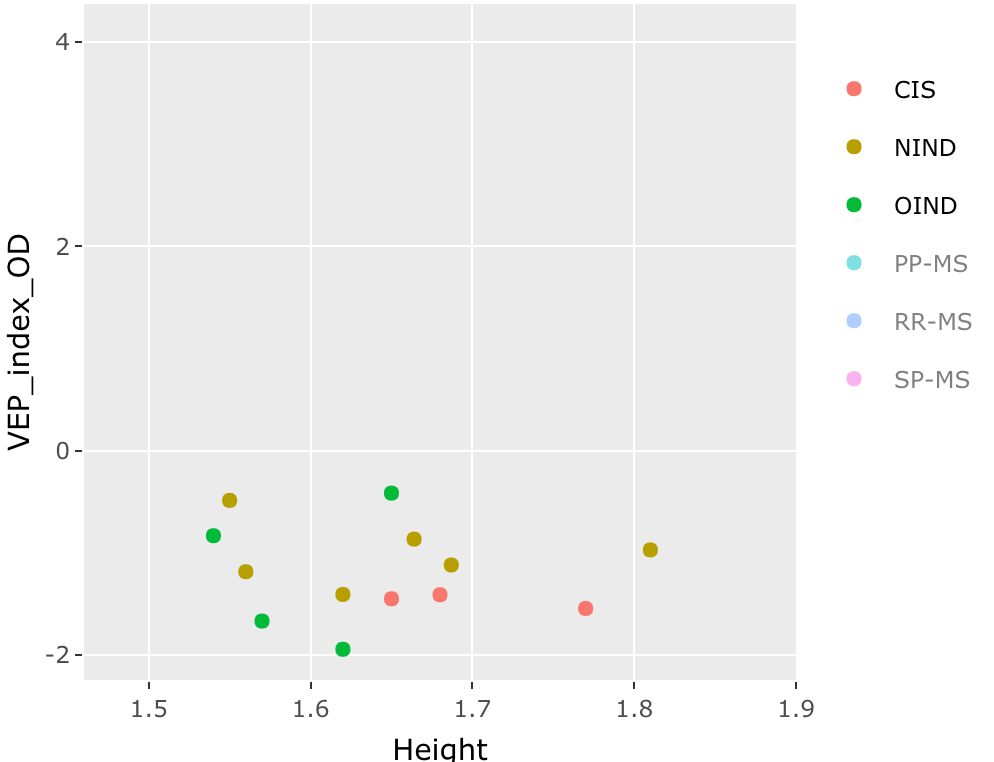 VEP_index_OD
4
2
0
-2
1.5
1.6
1.7
1.8
1.9
Height
CIS
NIND
OIND
PP-MS
RR-MS
SP-MS